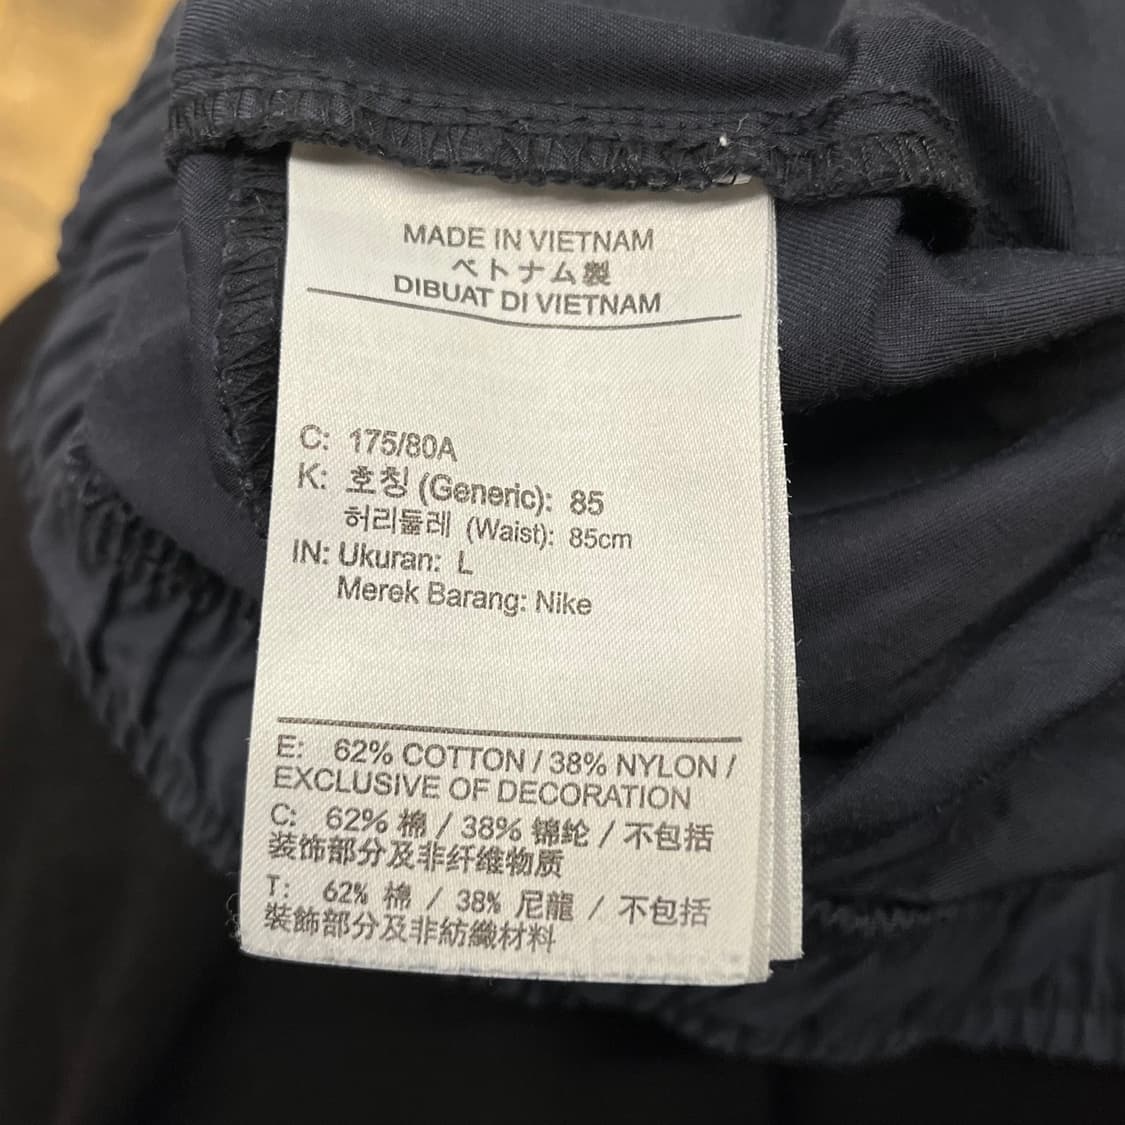 MADE IN VIETNAM
ベトナム製
DIBUAT DI VIETNAM
C: 175/80A
K: 호칭 (Generic): 85
허리둘레 (Waist): 85cm
IN: Ukuran: L
Merek Barang: Nike
E: 62% COTTON / 38% NYLON /
EXCLUSIVE OF DECORATION
C: 62% 棉 / 38% 锦纶 / 不包括
装饰部分及非纤维物质
T: 62% 棉 / 38% 尼龍 / 不包括
裝飾部分及非紡織材料